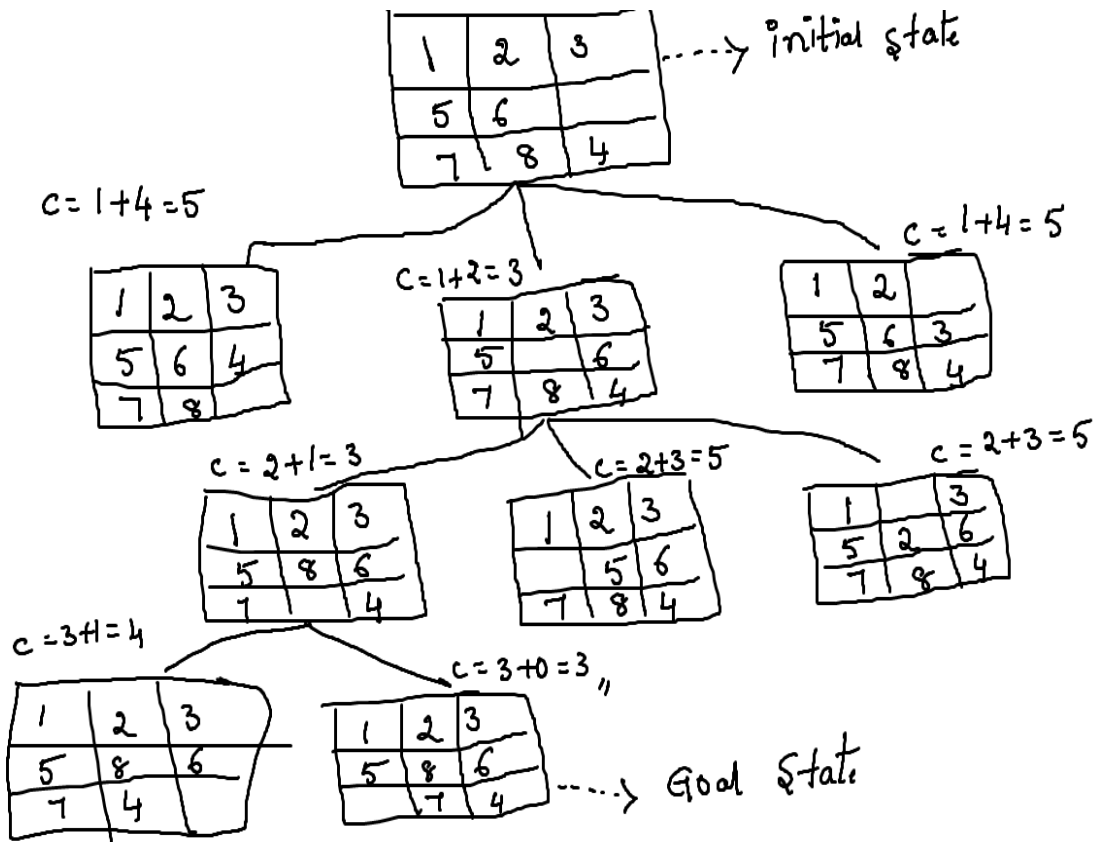 1 2 3
5 6
7 8 4
initial state
C = 1+4 = 5
1 2 3
5 6 4
7 8
C = 1+2 = 3
1 2 3
5 6
7 8 4
C = 1+4 = 5
1 2
5 6 3
7 8 4
C = 2+1 = 3
1 2 3
5 8 6
7 4
C = 2+3 = 5
1 2 3
5 6
7 8 4
C = 2+3 = 5
1 3
5 2 6
7 8 4
C = 3+1 = 4
1 2 3
5 8 6
7 4
C = 3+0 = 3 "
1 2 3
5 8 6
7 4
Goal State